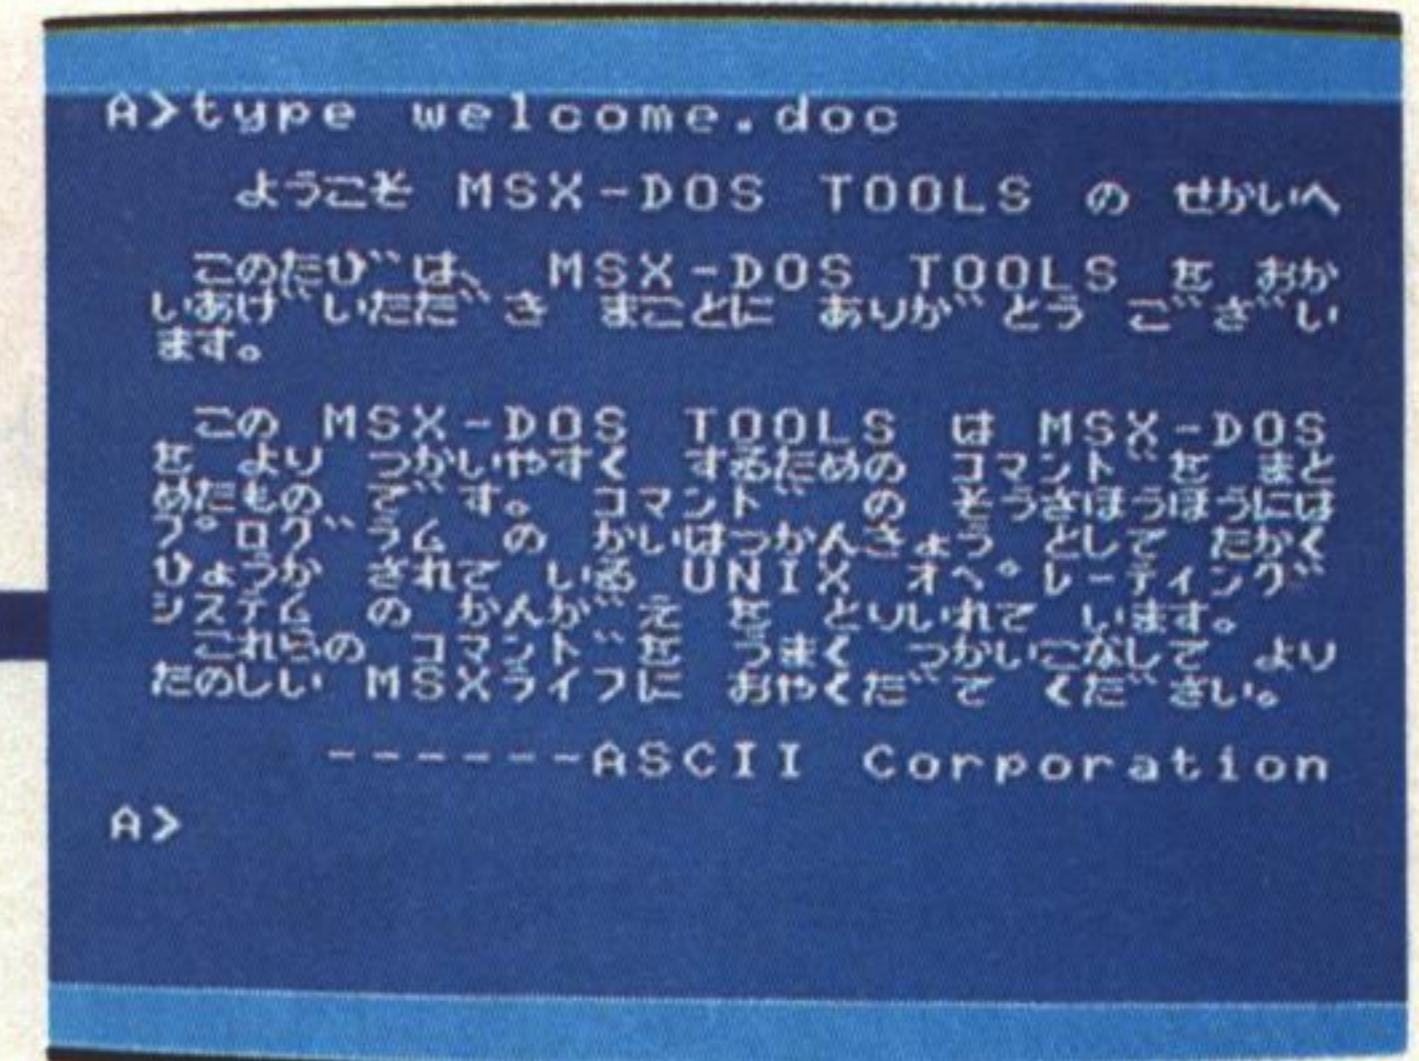 A>type welcome.doc
ようこそ MSX-DOS TOOLS の せかいへ
このたび゛は、 MSX-DOS TOOLS を おか
いあけ゛いただ゛き まことに ありが゛とう ご゛ざ゛い
ます。
この MSX-DOS TOOLS は MSX-DOS
を より つかいやすく するための コマント゛を まと
めたもの て゛す。 コマント゛ の そうさほうほうには
フ゜ログ゛ラム の かいはつかんきょう として たかく
ひょうか されて いる UNIX オヘ゜レーティング゛
システム の かんが゛え を とりいれて います。
これらの コマント゛を うまく つかいこなして より
たのしい MSXライフに おやくだ゛て くだ゛さい。
------ASCII Corporation
A>